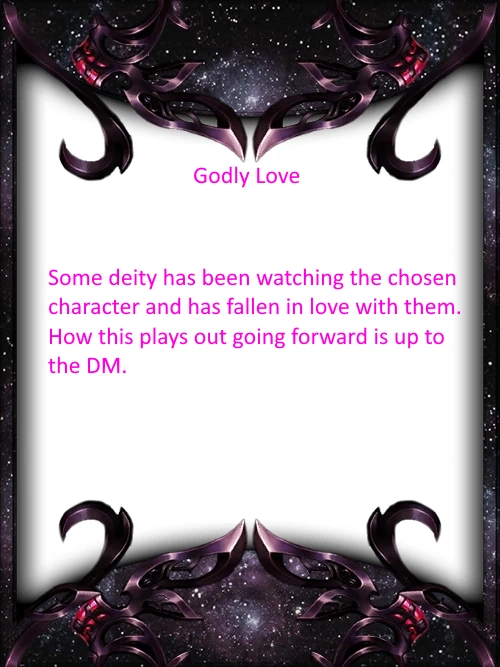 Godly Love
Some deity has been watching the chosen
character and has fallen in love with them.
How this plays out going forward is up to
the DM.